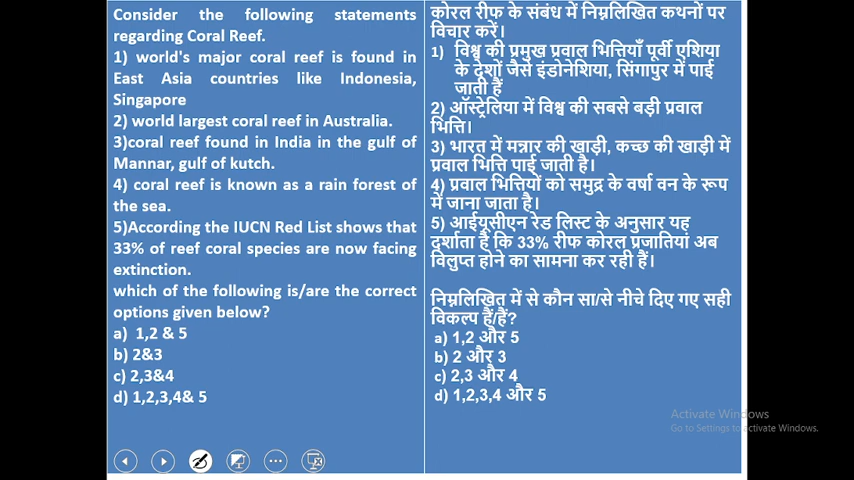 Consider the following statements
regarding Coral Reef.
1) world's major coral reef is found in
East Asia countries like Indonesia,
Singapore
2) world largest coral reef in Australia.
3)coral reef found in India in the gulf of
Mannar, gulf of kutch.
4) coral reef is known as a rain forest of
the sea.
5)According the IUCN Red List shows that
33% of reef coral species are now facing
extinction.
which of the following is/are the correct
options given below?
a) 1,2 & 5
b) 2&3
c) 2,3&4
d) 1,2,3,4& 5
कोरल रीफ के संबंध में निम्नलिखित कथनों पर
विचार करें।
1) विश्व की प्रमुख प्रवाल भित्तियाँ पूर्वी एशिया
के देशों जैसे इंडोनेशिया, सिंगापुर में पाई
जाती हैं
2) ऑस्ट्रेलिया में विश्व की सबसे बड़ी प्रवाल
भित्ति।
3) भारत में मन्नार की खाड़ी, कच्छ की खाड़ी में
प्रवाल भित्ति पाई जाती है।
4) प्रवाल भित्तियों को समुद्र के वर्षा वन के रूप
में जाना जाता है।
5) आईयूसीएन रेड लिस्ट के अनुसार यह
दर्शाता है कि 33% रीफ कोरल प्रजातियां अब
विलुप्त होने का सामना कर रही हैं।
निम्नलिखित में से कौन सा/से नीचे दिए गए सही
विकल्प हैं/हैं?
a) 1,2 और 5
b) 2 और 3
c) 2,3 और 4
d) 1,2,3,4 और 5
Activate Windows
Go to Settings to activate Windows.